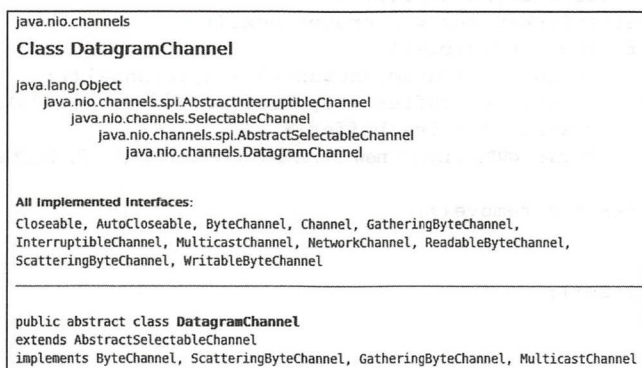 java.nio.channels
Class DatagramChannel
java.lang.Object
java.nio.channels.spi.AbstractInterruptibleChannel
java.nio.channels.SelectableChannel
java.nio.channels.spi.AbstractSelectableChannel
java.nio.channels.DatagramChannel
All Implemented Interfaces:
Closeable, AutoCloseable, ByteChannel, Channel, GatheringByteChannel,
InterruptibleChannel, MulticastChannel, NetworkChannel, ReadableByteChannel,
ScatteringByteChannel, WritableByteChannel
public abstract class DatagramChannel
extends AbstractSelectableChannel
implements ByteChannel, ScatteringByteChannel, GatheringByteChannel, MulticastChannel